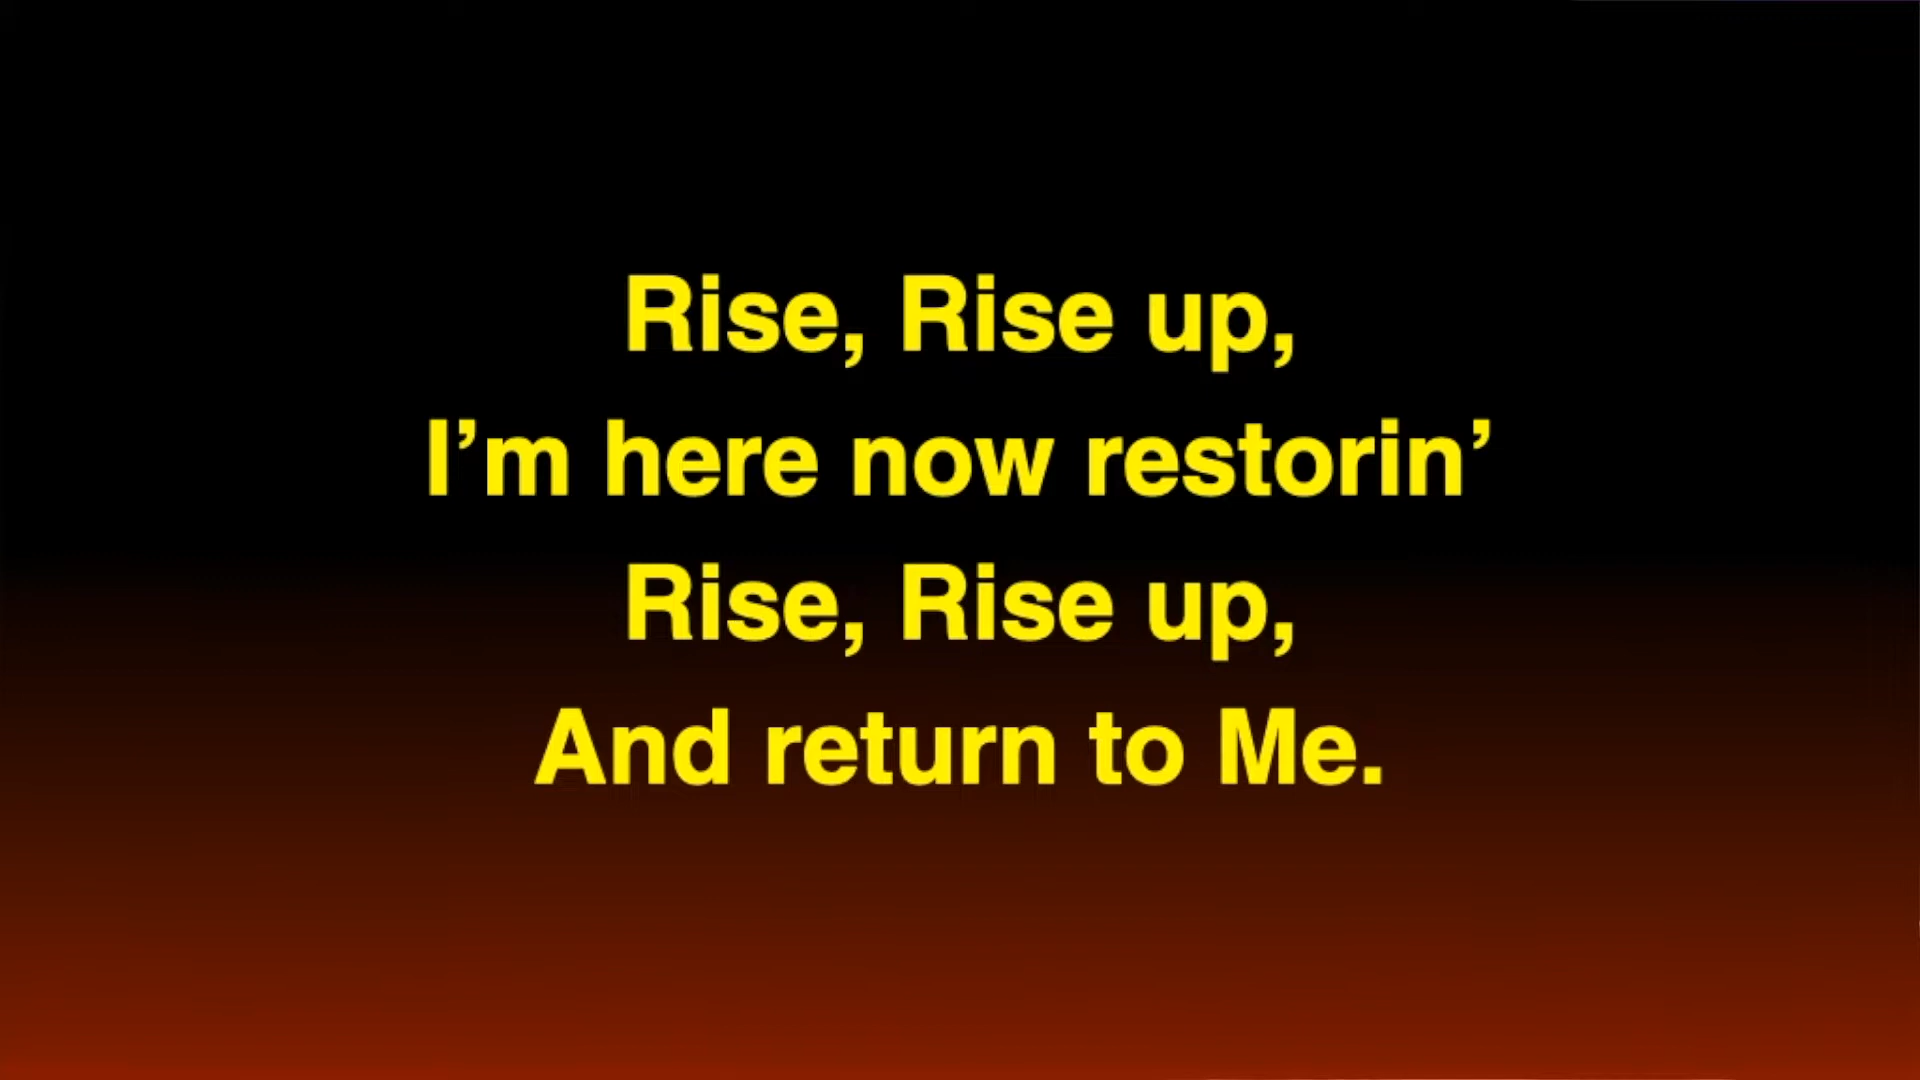 Rise, Rise up,
I’m here now restorin’
Rise, Rise up,
And return to Me.